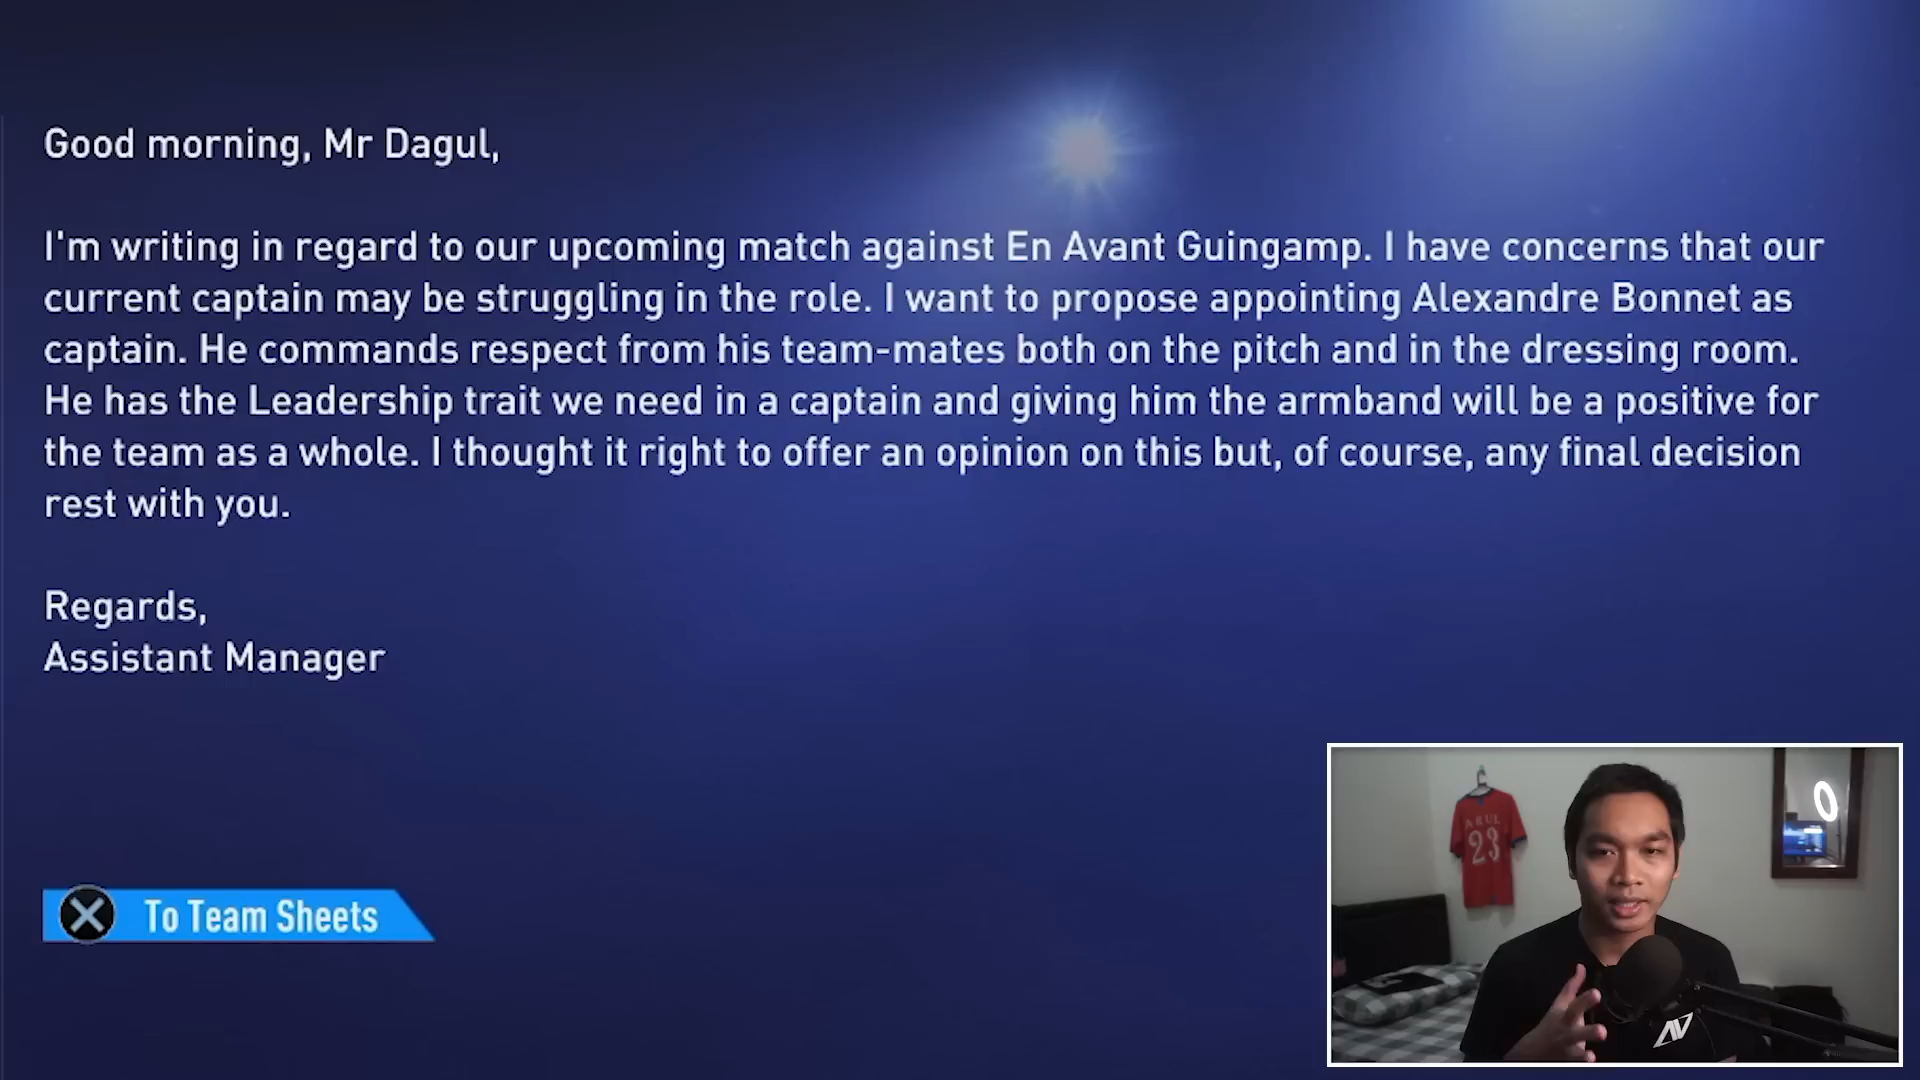 Good morning, Mr Dagul,
I'm writing in regard to our upcoming match against En Avant Guingamp. I have concerns that our
current captain may be struggling in the role. I want to propose appointing Alexandre Bonnet as
captain. He commands respect from his team-mates both on the pitch and in the dressing room.
He has the Leadership trait we need in a captain and giving him the armband will be a positive for
the team as a whole. I thought it right to offer an opinion on this but, of course, any final decision
rest with you.
Regards,
Assistant Manager
To Team Sheets
ARUL
23
AV